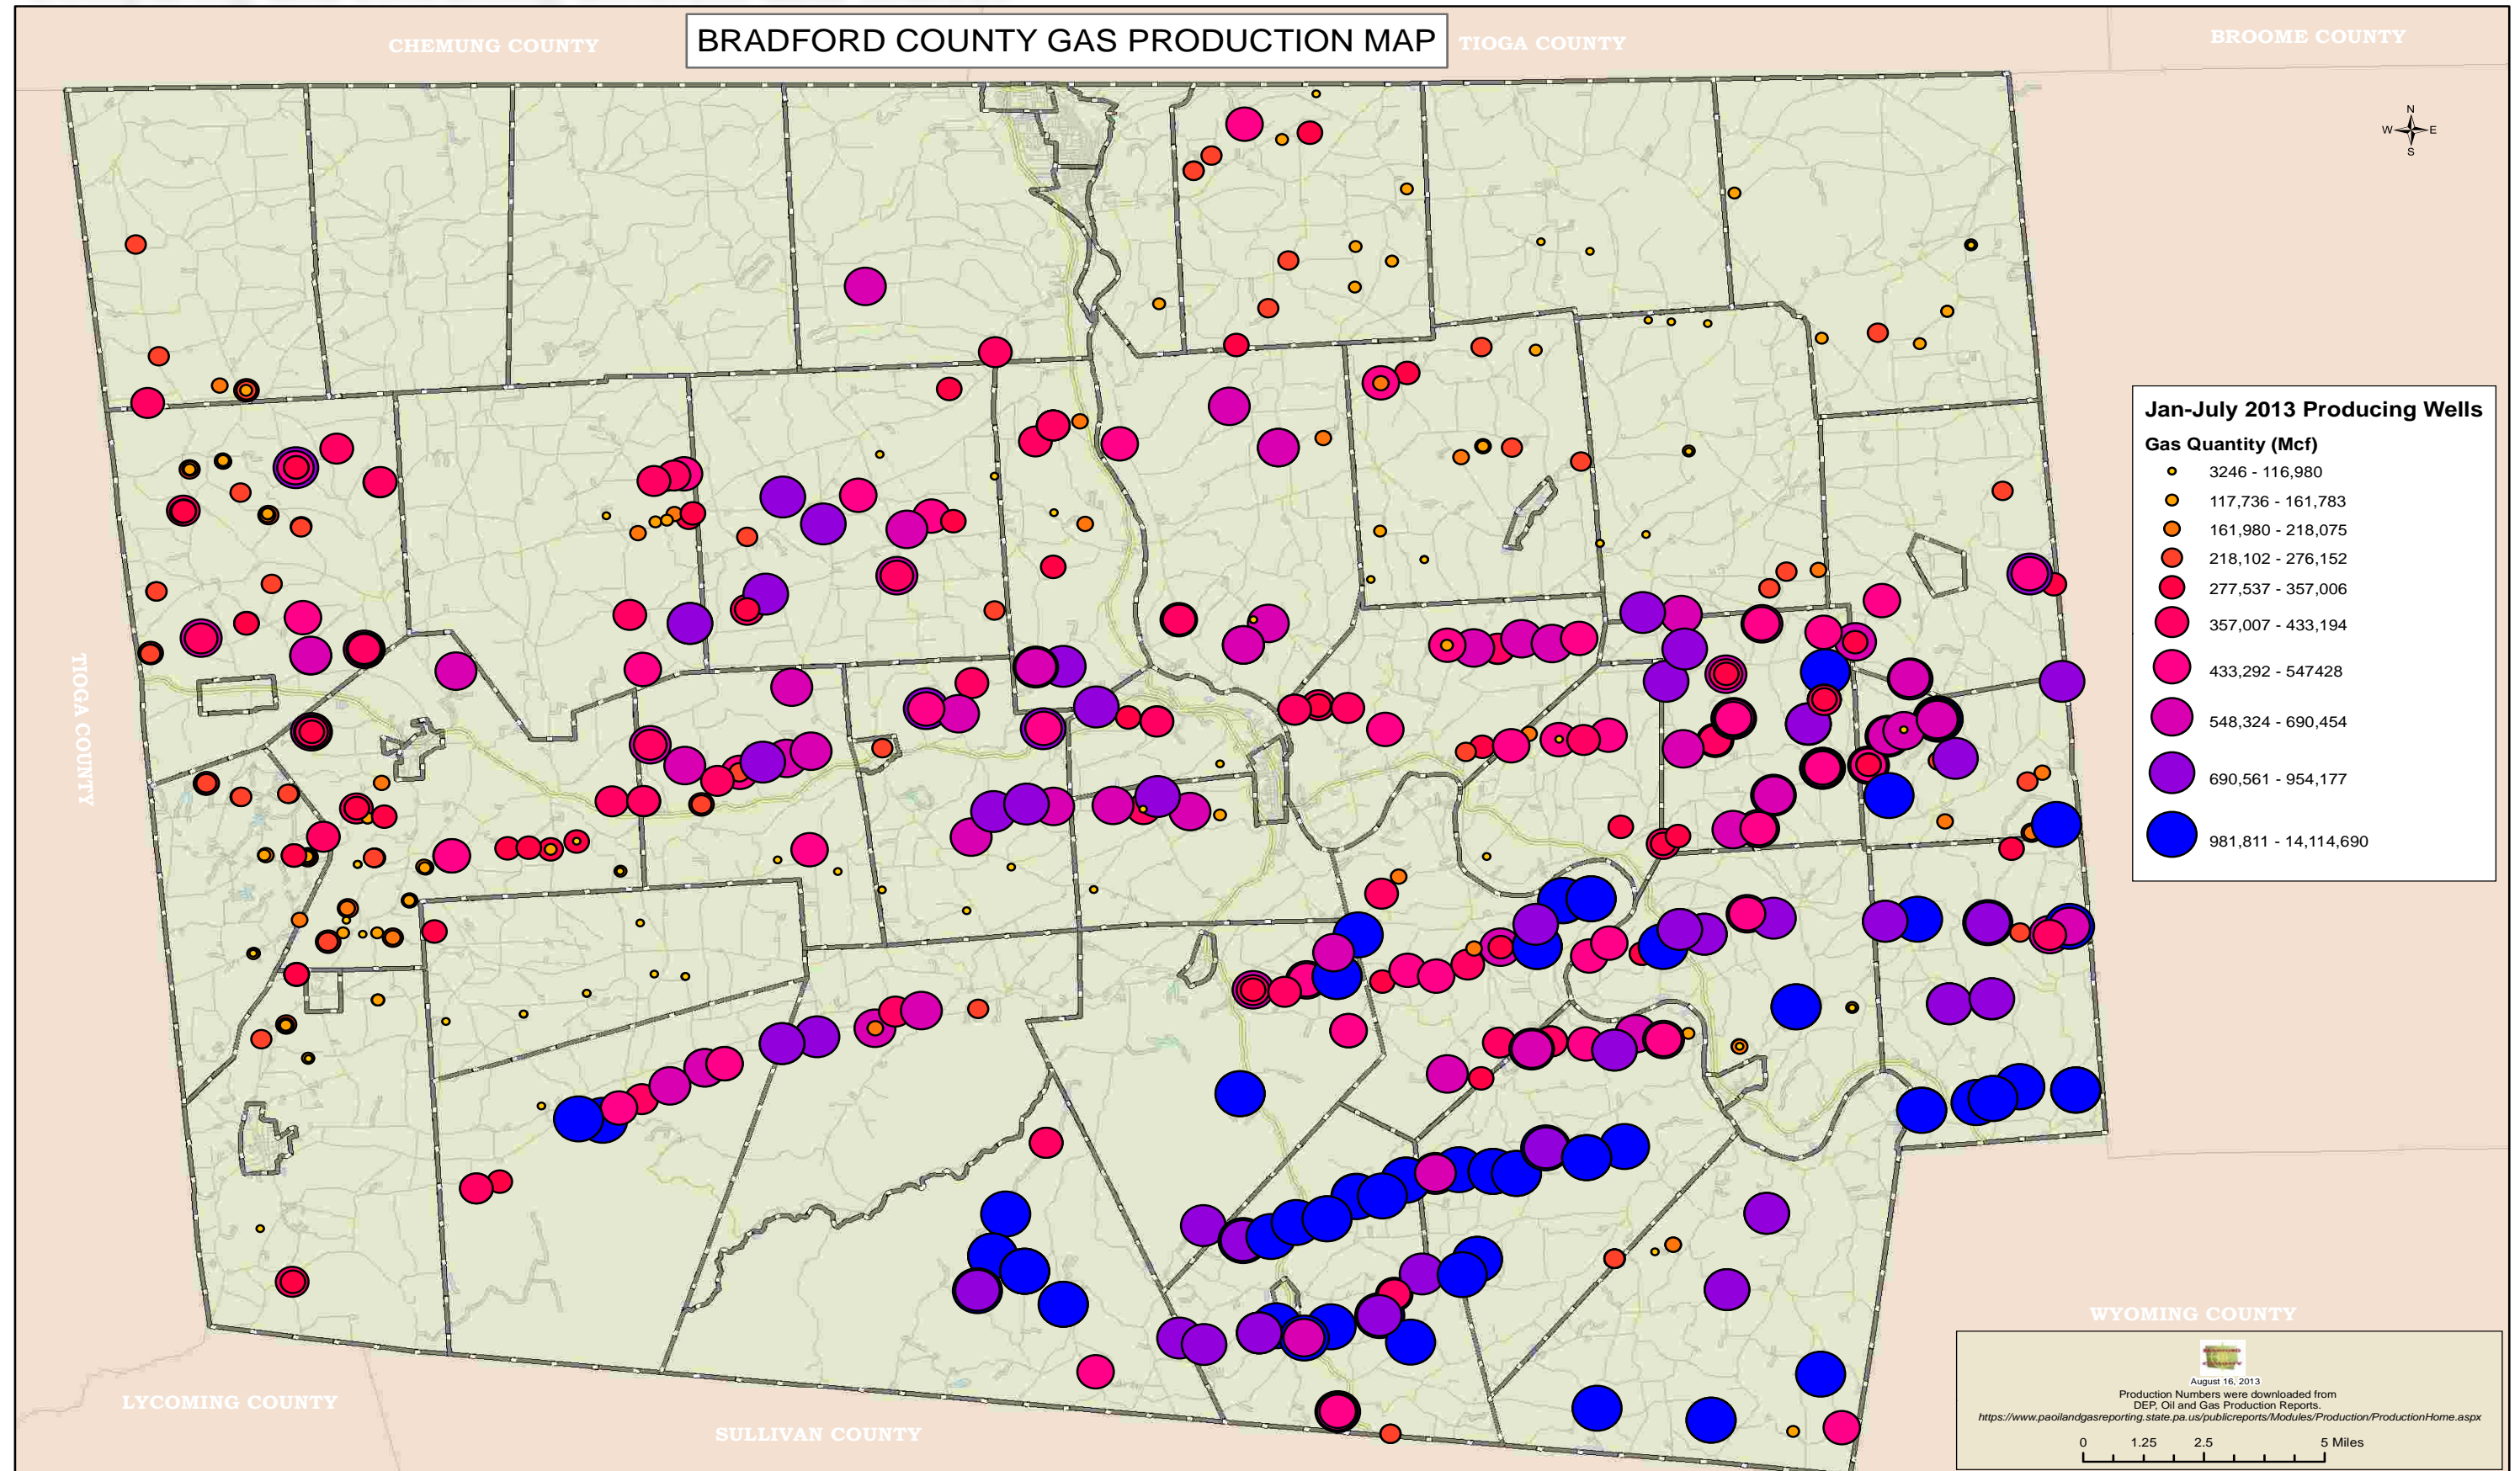 BRADFORD COUNTY GAS PRODUCTION MAP
CHEMUNG COUNTY
TIOGA COUNTY
BROOME COUNTY
N
W E
S
Jan-July 2013 Producing Wells
Gas Quantity (Mcf)
3246 - 116,980
117,736 - 161,783
161,980 - 218,075
218,102 - 276,152
277,537 - 357,006
357,007 - 433,194
433,292 - 547428
548,324 - 690,454
690,561 - 954,177
981,811 - 14,114,690
TIOGA COUNTY
WYOMING COUNTY
LYCOMING COUNTY
SULLIVAN COUNTY
August 16, 2013
Production Numbers were downloaded from
DEP, Oil and Gas Production Reports.
https://www.paoilandgasreporting.state.pa.us/publicreports/Modules/Production/ProductionHome.aspx
0 1.25 2.5 5 Miles